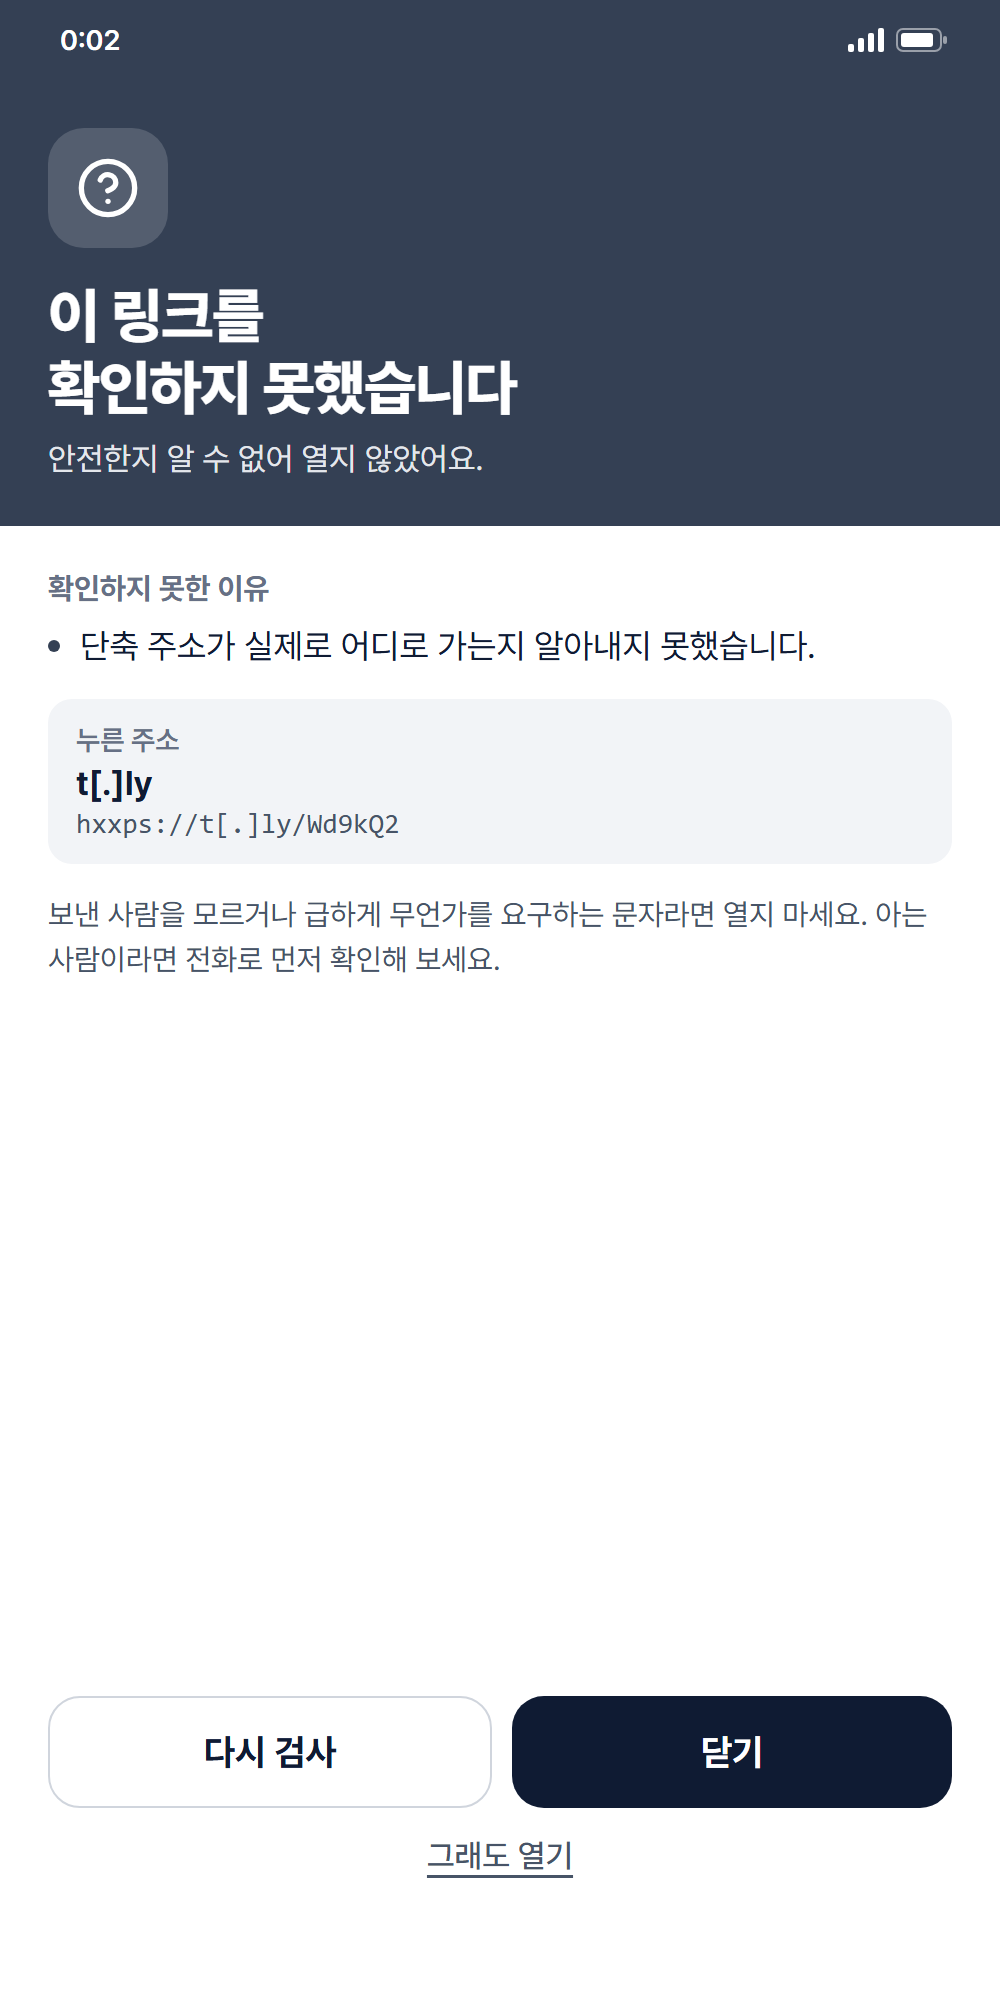 0:02
이 링크를
확인하지 못했습니다
안전한지 알 수 없어 열지 않았어요.
확인하지 못한 이유
• 단축 주소가 실제로 어디로 가는지 알아내지 못했습니다.
누른 주소
t[.]ly
hxxps://t[.]ly/Wd9kQ2
보낸 사람을 모르거나 급하게 무언가를 요구하는 문자라면 열지 마세요. 아는
사람이라면 전화로 먼저 확인해 보세요.
다시 검사
닫기
그래도 열기